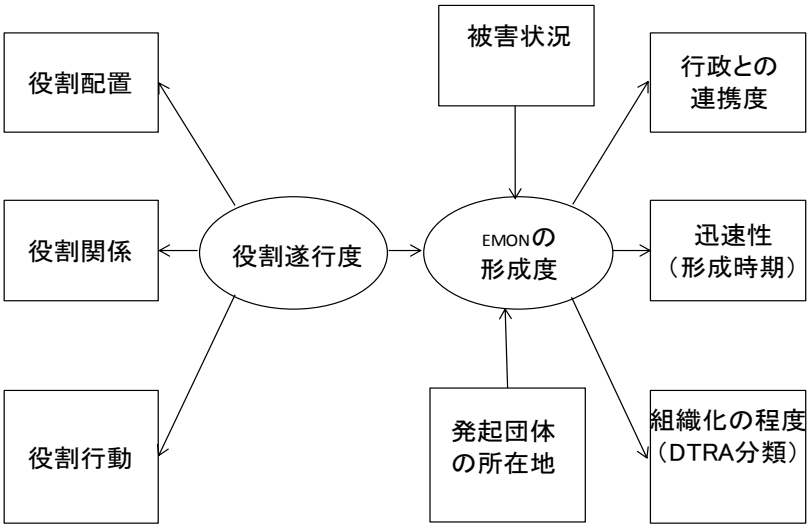 被害状況
役割配置
行政との
連携度
役割関係
役割遂行度
EMONの
形成度
迅速性
（形成時期）
役割行動
発起団体
の所在地
組織化の程度
（DTRA分類）